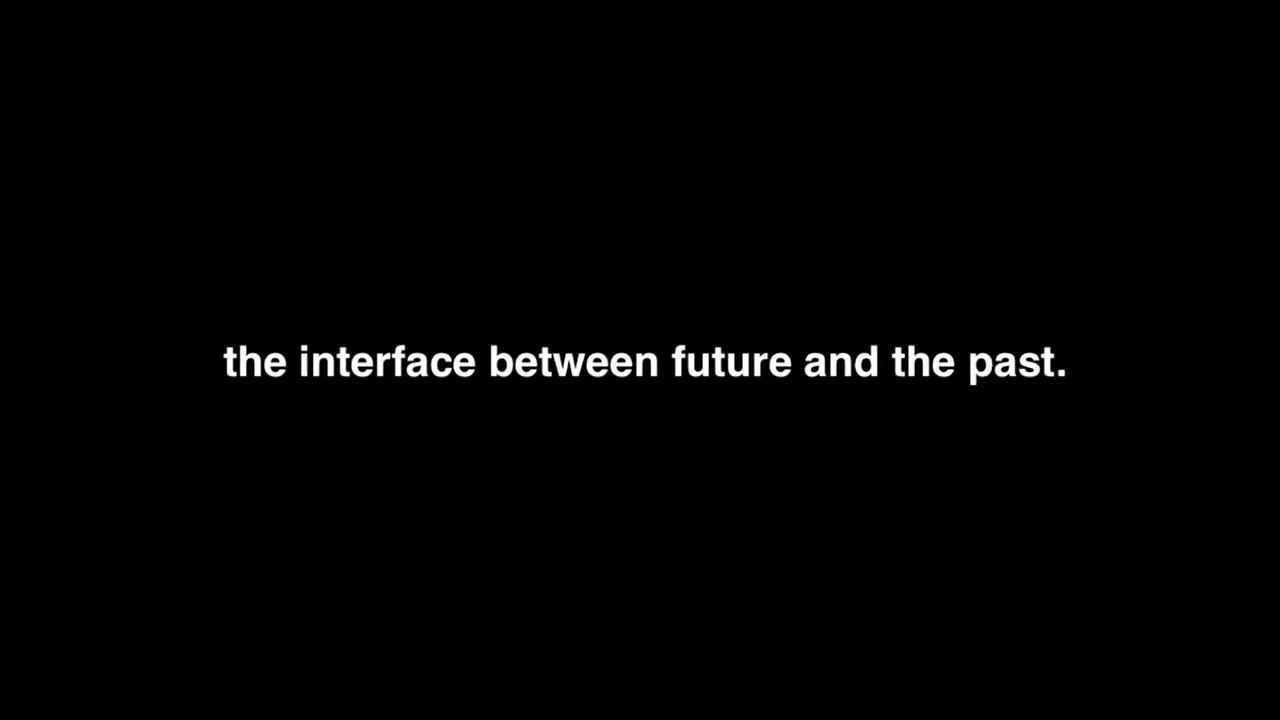 the interface between future and the past.